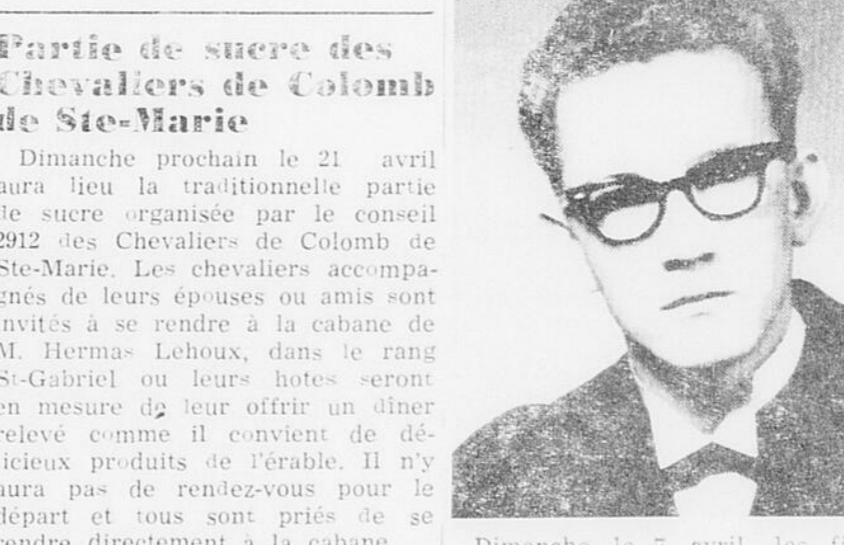 Partie de sucre des
Chevaliers de Colomb
de Ste-Marie
Dimanche prochain le 21 avril
aura lieu la traditionnelle partie
de sucre organisée par le conseil
2912 des Chevaliers de Colomb de
Ste-Marie. Les chevaliers accompa-
gnés de leurs épouses ou amis sont
invités à se rendre à la cabane de
M. Hermas Lehoux, dans le rang
St-Gabriel ou leurs hotes seront
en mesure de leur offrir un dîner
relevé comme il convient de dé-
licieux produits de l'érable. Il n'y
aura pas de rendez-vous pour le
départ et tous sont priés de se
rendre directement à la cabane.
Dimanche le 7 avril, les